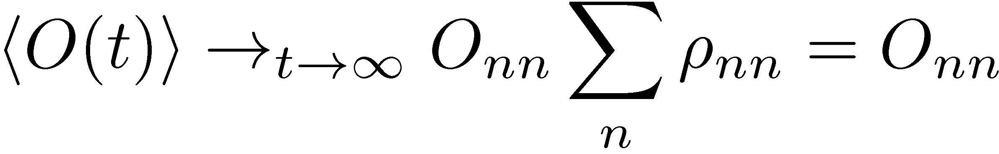 ⟨O(t)⟩ →_{t→∞} O_{nn} ∑_{n} ρ_{nn} = O_{nn}